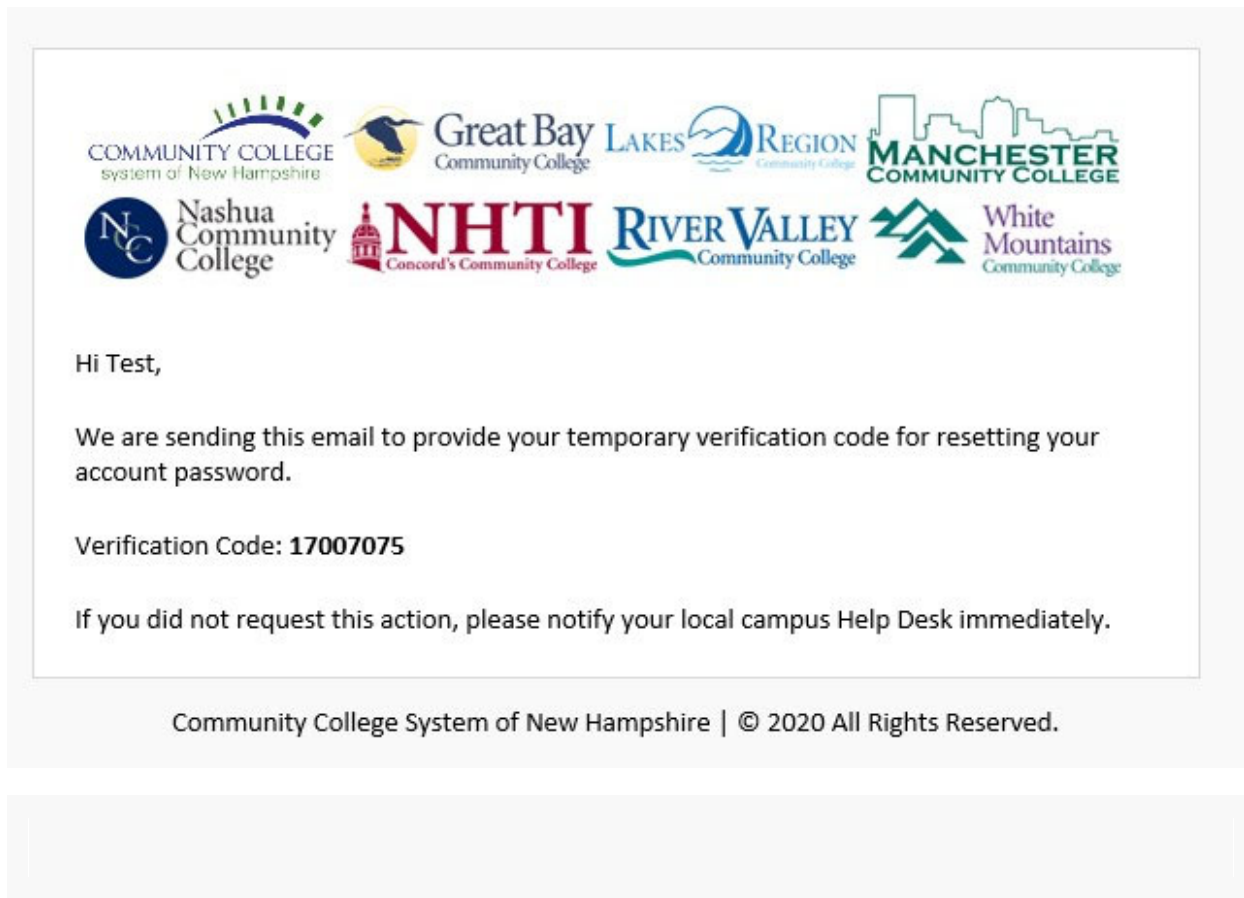 COMMUNITY COLLEGE
system of New Hampshire
Great Bay
Community College
LAKES REGION
Community College
MANCHESTER
COMMUNITY COLLEGE
NCC
Nashua
Community
College
NHTI
Concord's Community College
RIVER VALLEY
Community College
White
Mountains
Community College
Hi Test,
We are sending this email to provide your temporary verification code for resetting your
account password.
Verification Code: 17007075
If you did not request this action, please notify your local campus Help Desk immediately.
Community College System of New Hampshire | © 2020 All Rights Reserved.